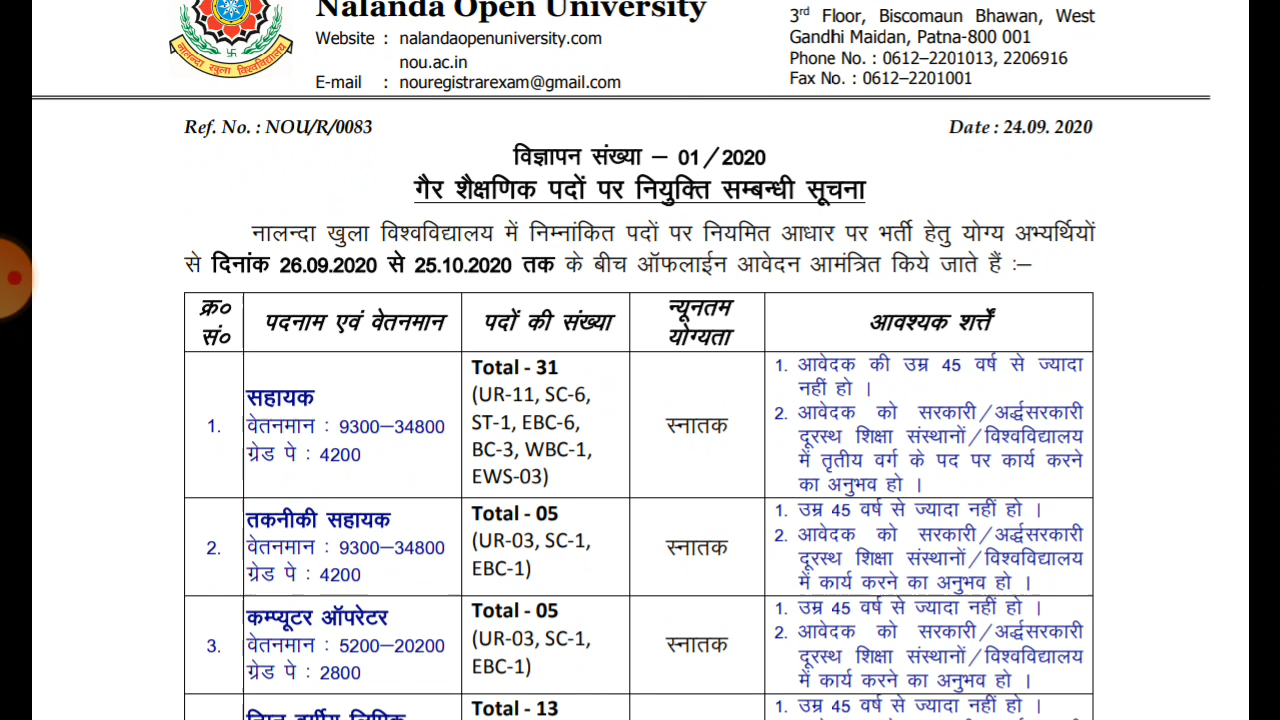 Nalanda Open University
Website : nalandaopenuniversity.com
nou.ac.in
E-mail : nouregistrarexam@gmail.com
3rd Floor, Biscomaun Bhawan, West
Gandhi Maidan, Patna-800 001
Phone No. : 0612–2201013, 2206916
Fax No. : 0612–2201001
नालन्दा खुला विश्वविद्यालय
Ref. No. : NOU/R/0083
Date : 24.09. 2020
विज्ञापन संख्या – 01/2020
गैर शैक्षणिक पदों पर नियुक्ति सम्बन्धी सूचना
नालन्दा खुला विश्वविद्यालय में निम्नांकित पदों पर नियमित आधार पर भर्ती हेतु योग्य अभ्यर्थियों
से दिनांक 26.09.2020 से 25.10.2020 तक के बीच ऑफलाईन आवेदन आमंत्रित किये जाते हैं :–
क्र०
सं०
पदनाम एवं वेतनमान
पदों की संख्या
न्यूनतम
योग्यता
आवश्यक शर्त्तें
1.
सहायक
वेतनमान : 9300–34800
ग्रेड पे : 4200
Total - 31
(UR-11, SC-6,
ST-1, EBC-6,
BC-3, WBC-1,
EWS-03)
स्नातक
1. आवेदक की उम्र 45 वर्ष से ज्यादा
नहीं हो ।
2. आवेदक को सरकारी/अर्द्धसरकारी
दूरस्थ शिक्षा संस्थानों/विश्वविद्यालय
में तृतीय वर्ग के पद पर कार्य करने
का अनुभव हो ।
2.
तकनीकी सहायक
वेतनमान : 9300–34800
ग्रेड पे : 4200
Total - 05
(UR-03, SC-1,
EBC-1)
स्नातक
1. उम्र 45 वर्ष से ज्यादा नहीं हो ।
2. आवेदक को सरकारी/अर्द्धसरकारी
दूरस्थ शिक्षा संस्थानों/विश्वविद्यालय
में कार्य करने का अनुभव हो ।
3.
कम्प्यूटर ऑपरेटर
वेतनमान : 5200–20200
ग्रेड पे : 2800
Total - 05
(UR-03, SC-1,
EBC-1)
स्नातक
1. उम्र 45 वर्ष से ज्यादा नहीं हो ।
2. आवेदक को सरकारी/अर्द्धसरकारी
दूरस्थ शिक्षा संस्थानों/विश्वविद्यालय
में कार्य करने का अनुभव हो ।
निम्न वर्गीय लिपिक
Total - 13
1. उम्र 45 वर्ष से ज्यादा नहीं हो ।